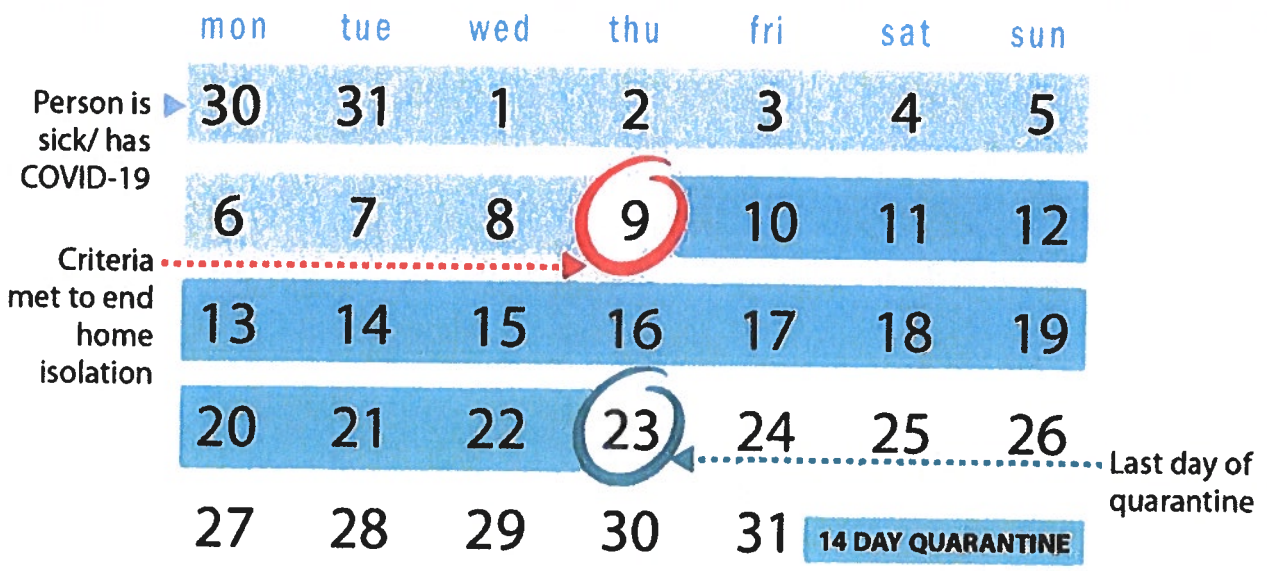 mon tue wed thu fri sat sun
Person is
sick/ has
COVID-19
30 31 1 2 3 4 5
6 7 8 9 10 11 12
Criteria
met to end
home
isolation
13 14 15 16 17 18 19
20 21 22 23 24 25 26
Last day of
quarantine
27 28 29 30 31 14 DAY QUARANTINE